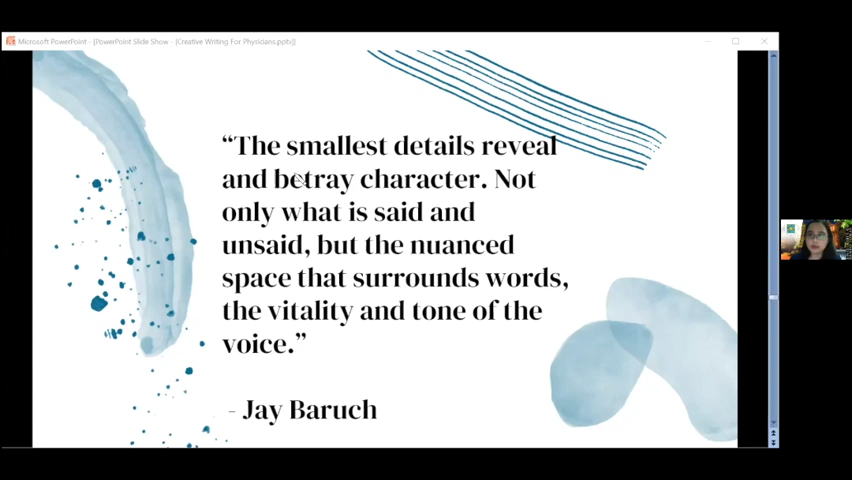 Microsoft PowerPoint - [PowerPoint Slide Show - [Creative Writing For Physicians.pptx]]
“The smallest details reveal
and betray character. Not
only what is said and
unsaid, but the nuanced
space that surrounds words,
the vitality and tone of the
voice.”
- Jay Baruch